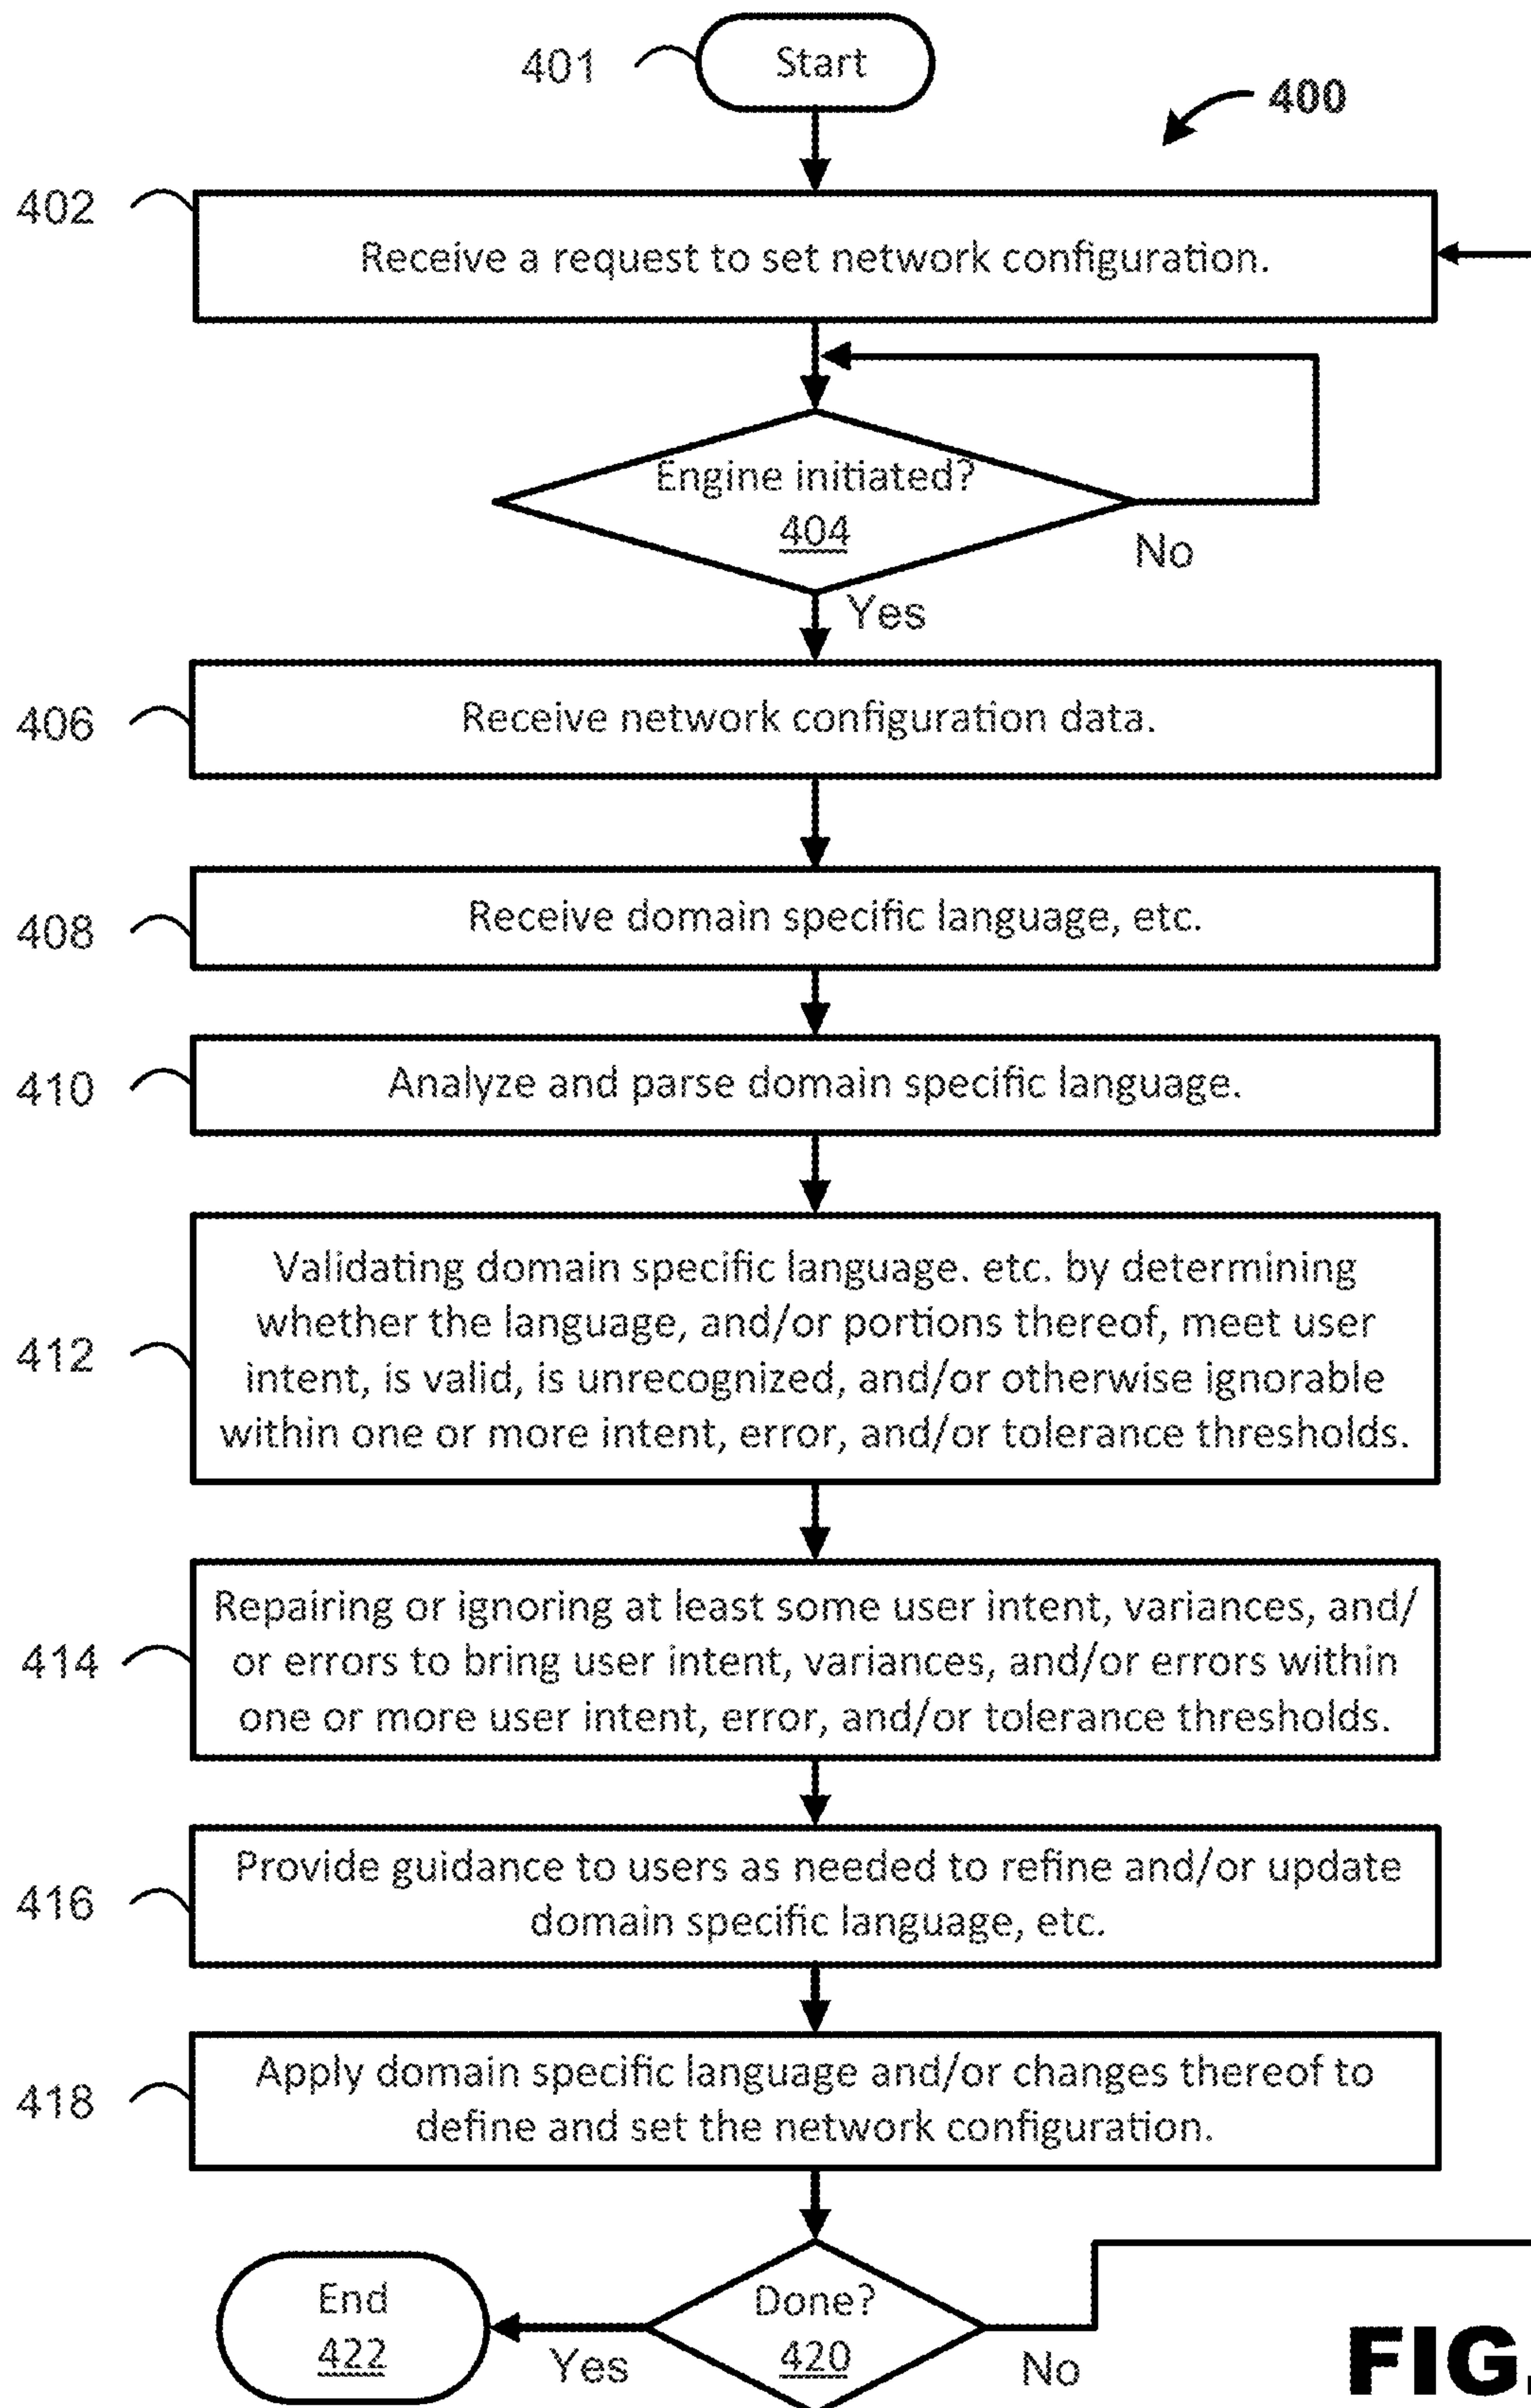 401
Start
400
402
Receive a request to set network configuration.
Engine initiated?
404
No
Yes
406
Receive network configuration data.
408
Receive domain specific language, etc.
410
Analyze and parse domain specific language.
412
Validating domain specific language. etc. by determining
whether the language, and/or portions thereof, meet user
intent, is valid, is unrecognized, and/or otherwise ignorable
within one or more intent, error, and/or tolerance thresholds.
414
Repairing or ignoring at least some user intent, variances, and/
or errors to bring user intent, variances, and/or errors within
one or more user intent, error, and/or tolerance thresholds.
416
Provide guidance to users as needed to refine and/or update
domain specific language, etc.
418
Apply domain specific language and/or changes thereof to
define and set the network configuration.
End
422
Yes
Done?
420
No
FIG.